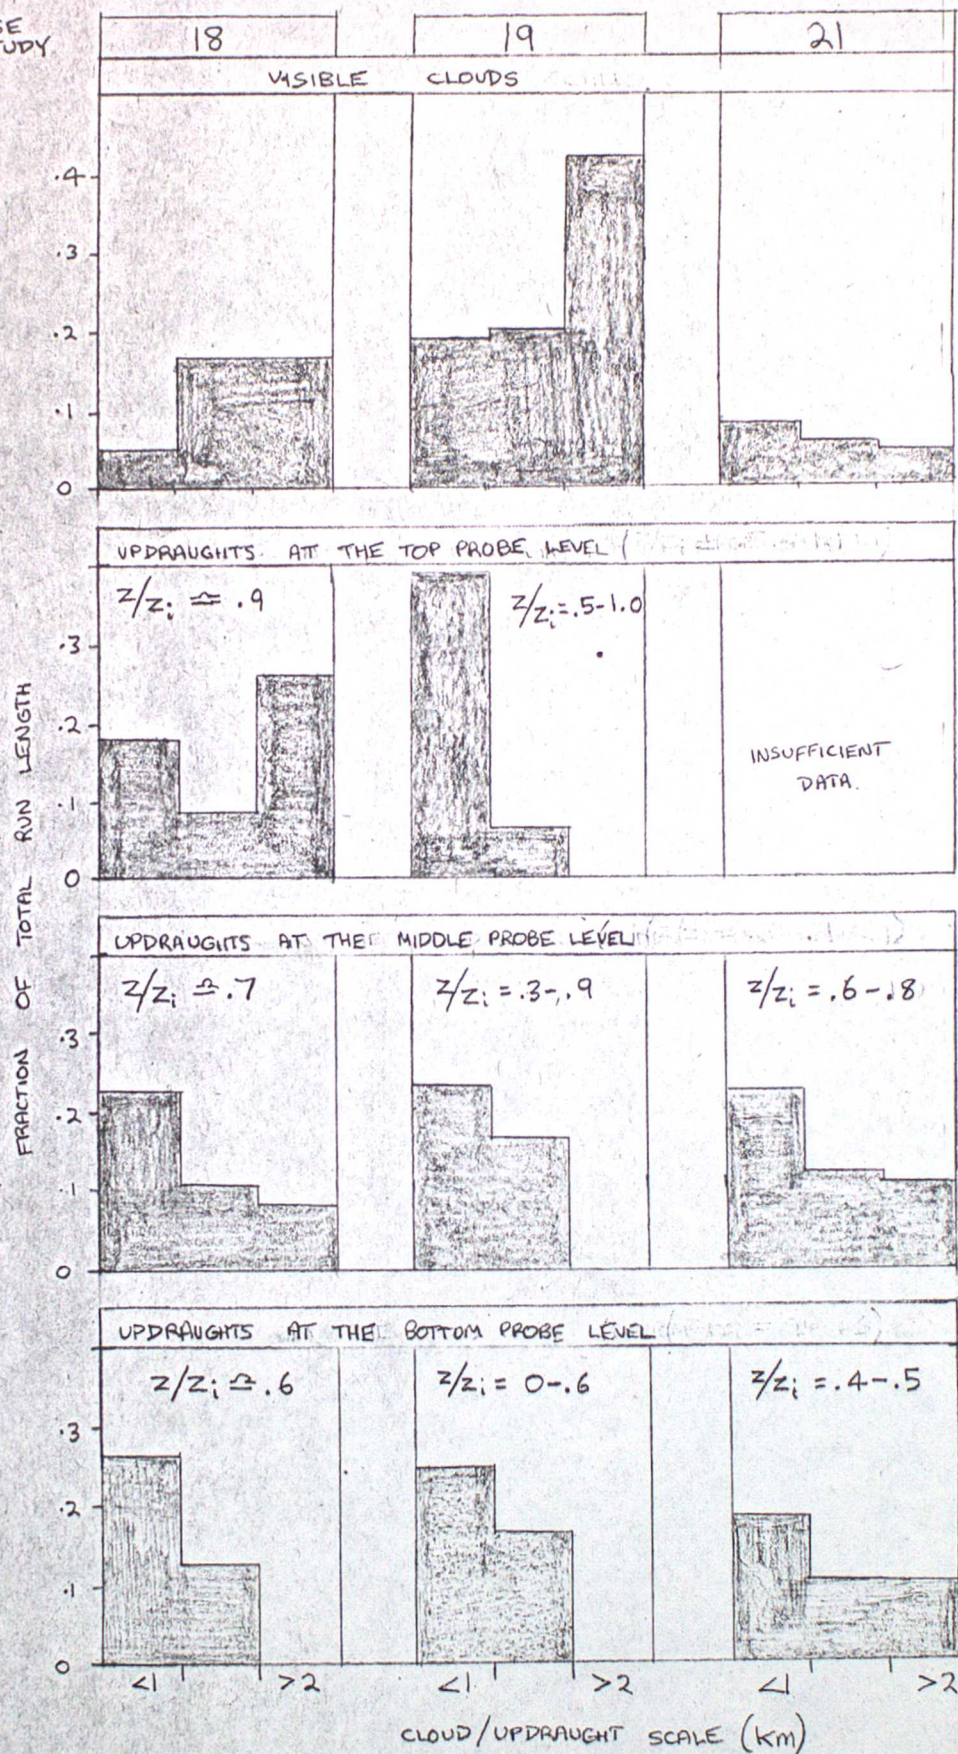 SE
TUDY
18 19 21
VISIBLE CLOUDS
.4
.3
.2
.1
0
UPDRAUGHTS AT THE TOP PROBE LEVEL (
z/zi ≏ .9 z/zi = .5-1.0
.3
.2
.1
0
INSUFFICIENT
DATA.
UPDRAUGHTS AT THE MIDDLE PROBE LEVEL
z/zi ≏ .7 z/zi = .3-.9 z/zi = .6-.8
.3
.2
.1
0
UPDRAUGHTS AT THE BOTTOM PROBE LEVEL
z/zi ≏ .6 z/zi = 0-.6 z/zi = .4-.5
.3
.2
.1
0
<1 >2 <1 >2 <1 >2
CLOUD/UPDRAUGHT SCALE (km)
FRACTION OF TOTAL RUN LENGTH